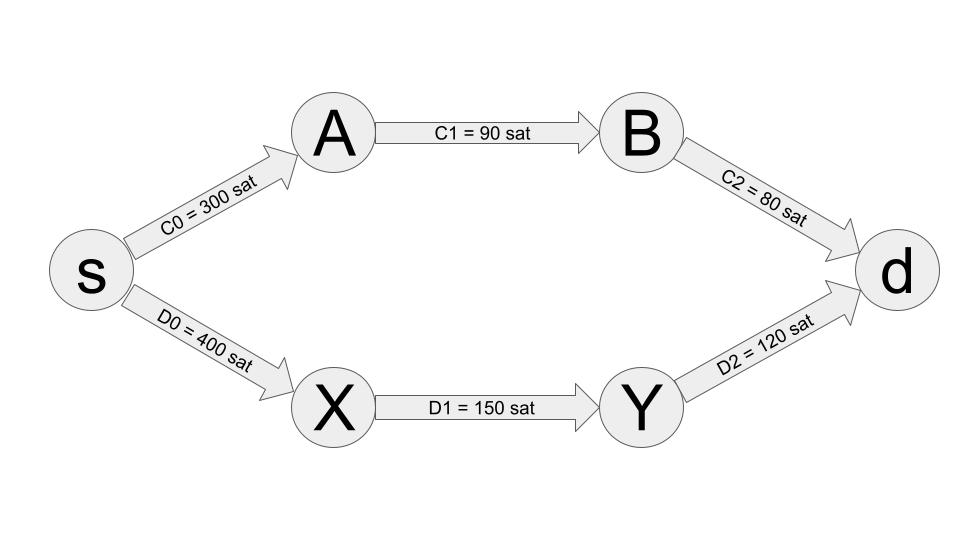 A
B
C1 = 90 sat
C0 = 300 sat
C2 = 80 sat
s
d
D0 = 400 sat
D2 = 120 sat
X
D1 = 150 sat
Y